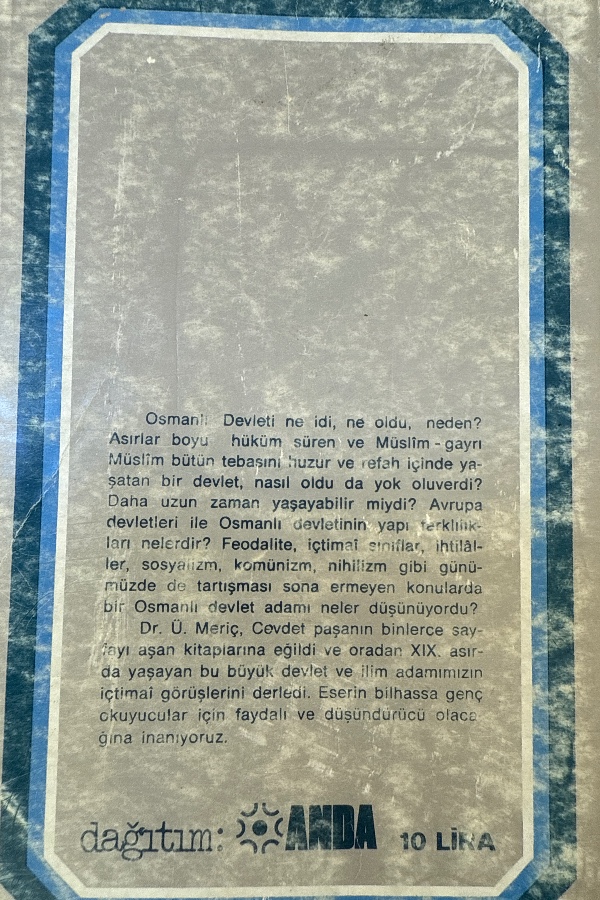 Osmanlı Devleti ne idi, ne oldu, neden?
Asırlar boyu hüküm süren ve Müslîm - gayrı
Müslîm bütün tebasını huzur ve refah içinde ya-
şatan bir devlet, nasıl oldu da yok oluverdi?
Daha uzun zaman yaşayabilir miydi? Avrupa
devletleri ile Osmanlı devletinin yapı farklılık-
ları nelerdir? Feodalite, içtimaî sınıflar, ihtilâl-
ler, sosyalizm, komünizm, nihilizm gibi günü-
müzde de tartışması sona ermeyen konularda
bir Osmanlı devlet adamı neler düşünüyordu?
Dr. Ü. Meriç, Cevdet paşanın binlerce say-
fayı aşan kitaplarına eğildi ve oradan XIX. asır-
da yaşayan bu büyük devlet ve ilim adamımızın
içtimaî görüşlerini derledi. Eserin bilhassa genç
okuyucular için faydalı ve düşündürücü olaca
ğına inanıyoruz.
dağıtım: ANDA 10 LİRA